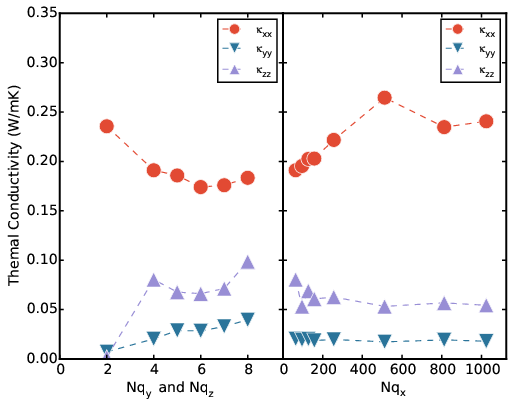 0.35
0.30
0.25
0.20
0.15
0.10
0.05
0.00
Thermal Conductivity (W/mK)
κxx
κyy
κzz
κxx
κyy
κzz
0 2 4 6 8
0 200 400 600 800 1000
Nqy and Nqz
Nqx